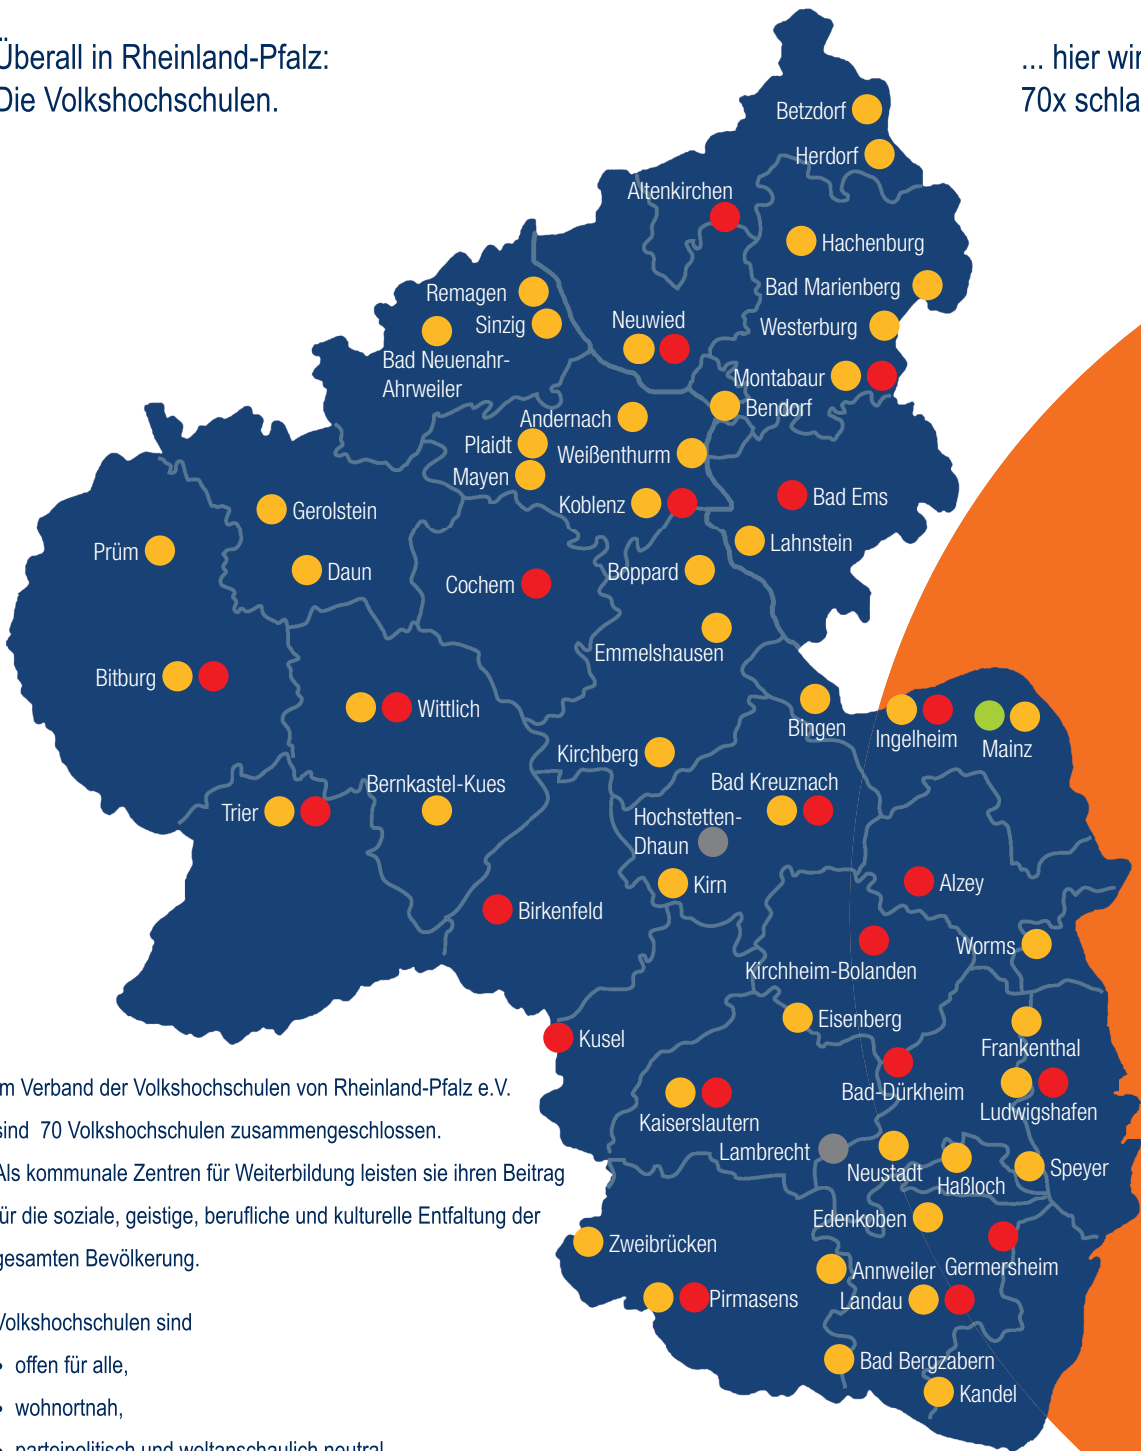 Überall in Rheinland-Pfalz:
Die Volkshochschulen.
... hier wir
70x schla
Betzdorf
Herdorf
Altenkirchen
Hachenburg
Bad Marienberg
Remagen
Sinzig
Neuwied
Westerburg
Bad Neuenahr-
Ahrweiler
Montabaur
Bendorf
Andernach
Plaidt
Weißenthurm
Mayen
Koblenz
Bad Ems
Gerolstein
Lahnstein
Prüm
Daun
Cochem
Boppard
Emmelshausen
Bitburg
Wittlich
Bingen
Ingelheim
Mainz
Kirchberg
Bernkastel-Kues
Bad Kreuznach
Trier
Hochstetten-
Dhaun
Kirn
Alzey
Birkenfeld
Worms
Kirchheim-Bolanden
Eisenberg
Kusel
Frankenthal
Bad-Dürkheim
Ludwigshafen
Kaiserslautern
Lambrecht
Neustadt
Haßloch
Speyer
Edenkoben
Zweibrücken
Germersheim
Annweiler
Landau
Pirmasens
Bad Bergzabern
Kandel
m Verband der Volkshochschulen von Rheinland-Pfalz e.V.
sind 70 Volkshochschulen zusammengeschlossen.
Als kommunale Zentren für Weiterbildung leisten sie ihren Beitrag
für die soziale, geistige, berufliche und kulturelle Entfaltung der
gesamten Bevölkerung.
Volkshochschulen sind
• offen für alle,
• wohnortnah,
• parteipolitisch und weltanschaulich neutral